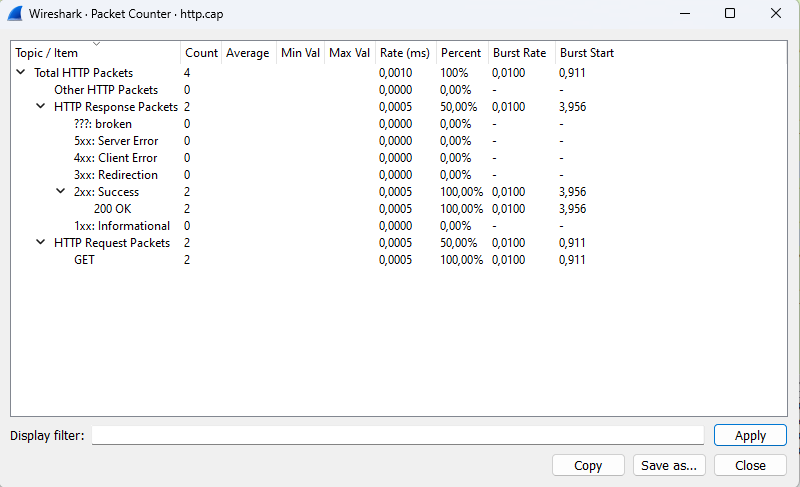 Wireshark · Packet Counter · http.cap
Topic / Item Count Average Min Val Max Val Rate (ms) Percent Burst Rate Burst Start
Total HTTP Packets 4 0,0010 100% 0,0100 0,911
Other HTTP Packets 0 0,0000 0,00% - -
HTTP Response Packets 2 0,0005 50,00% 0,0100 3,956
???: broken 0 0,0000 0,00% - -
5xx: Server Error 0 0,0000 0,00% - -
4xx: Client Error 0 0,0000 0,00% - -
3xx: Redirection 0 0,0000 0,00% - -
2xx: Success 2 0,0005 100,00% 0,0100 3,956
200 OK 2 0,0005 100,00% 0,0100 3,956
1xx: Informational 0 0,0000 0,00% - -
HTTP Request Packets 2 0,0005 50,00% 0,0100 0,911
GET 2 0,0005 100,00% 0,0100 0,911
Display filter: Apply
Copy Save as... Close